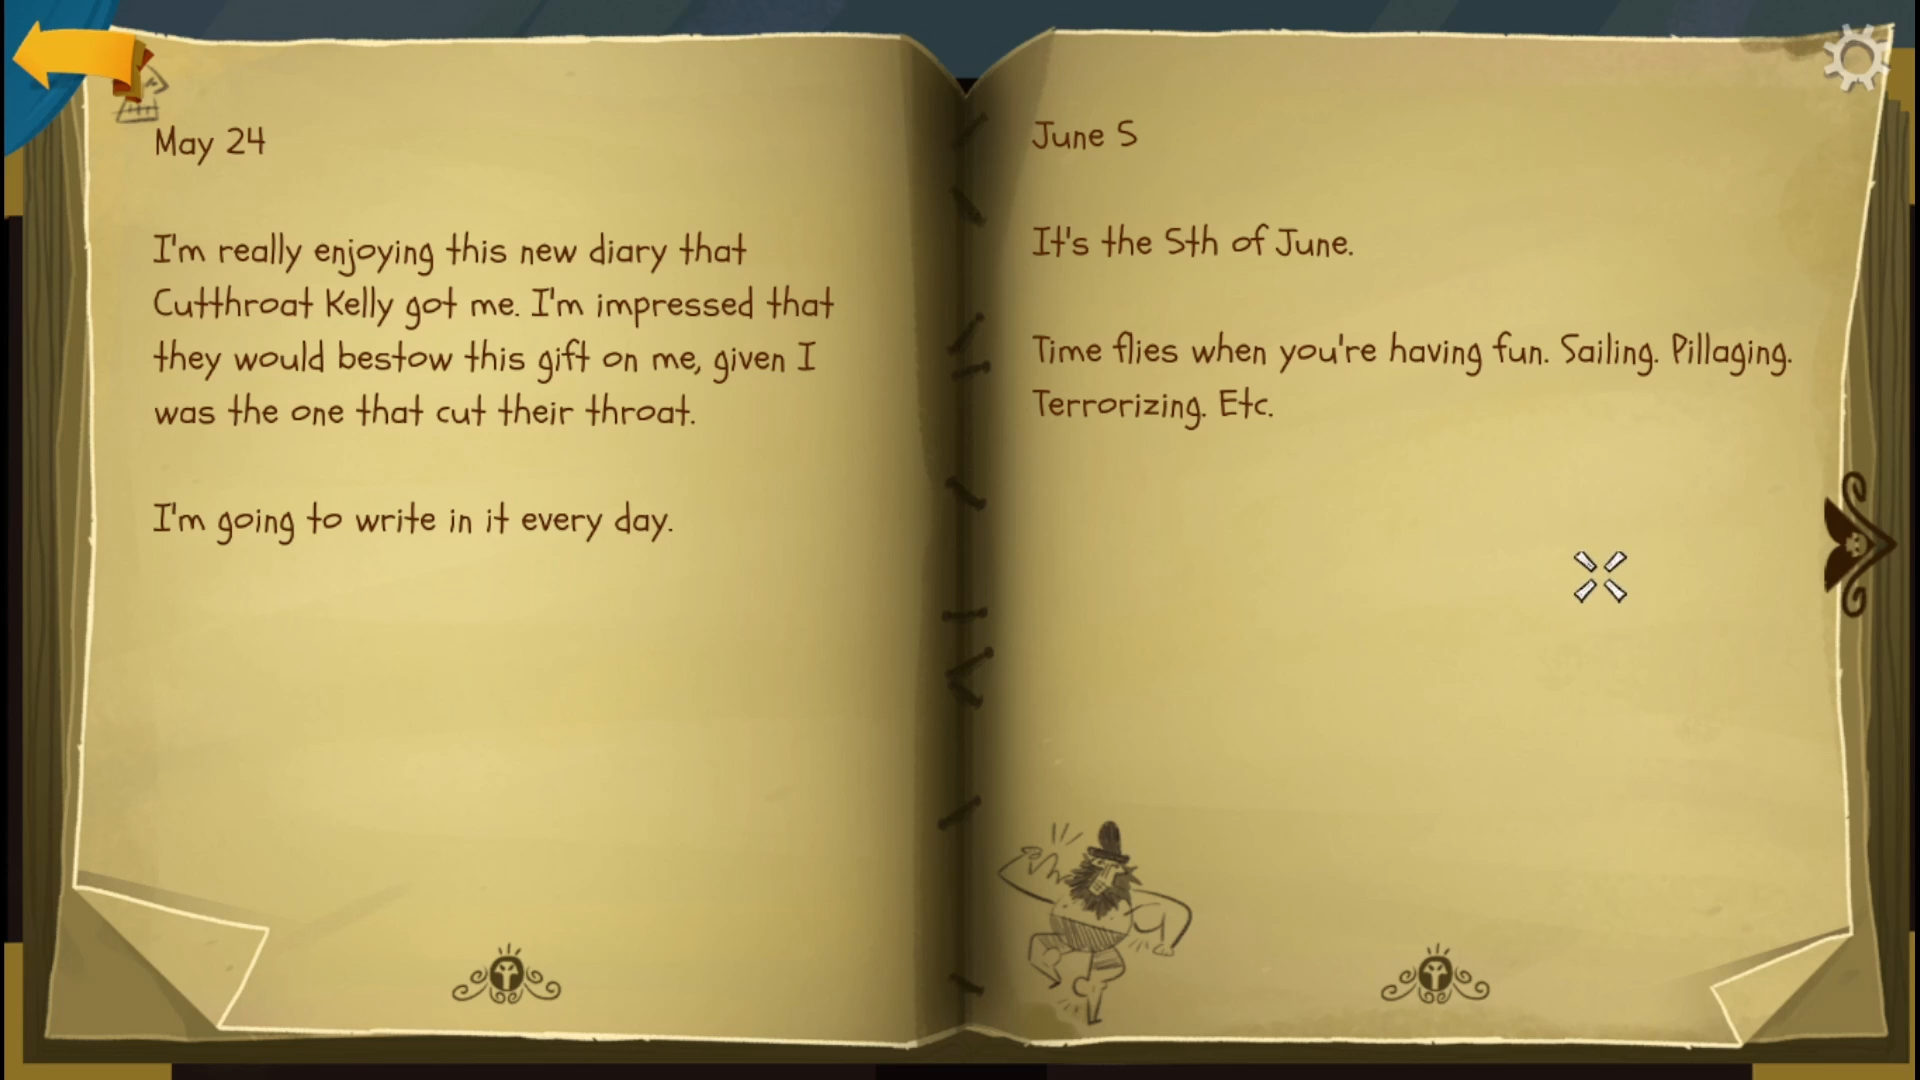 May 24
I'm really enjoying this new diary that
Cutthroat Kelly got me. I'm impressed that
they would bestow this gift on me, given I
was the one that cut their throat.
I'm going to write in it every day.
June 5
It's the 5th of June.
Time flies when you're having fun. Sailing. Pillaging.
Terrorizing. Etc.